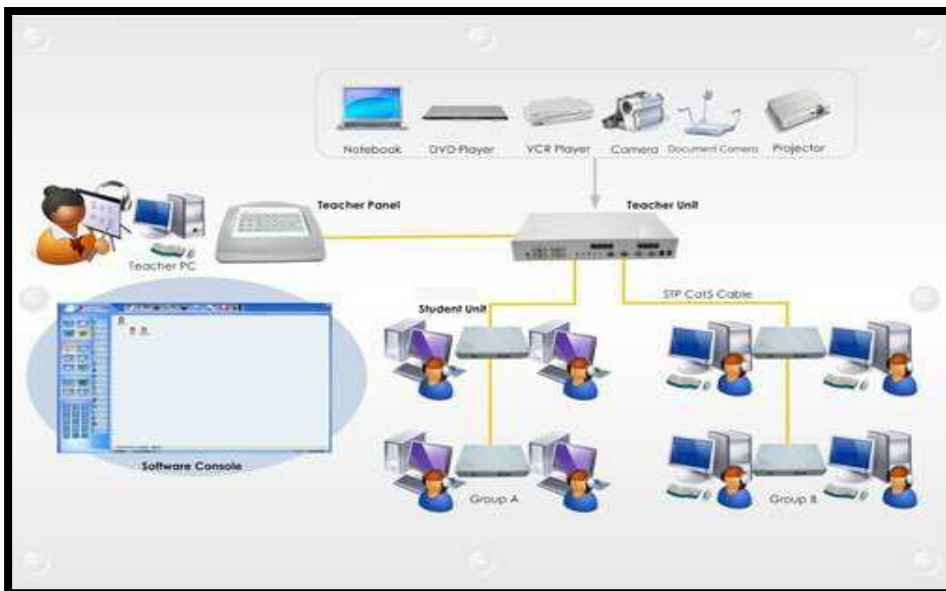 Notebook
DVD Player
VCR Player
Camera
Document Camera
Projector
Teacher Panel
Teacher Unit
Teacher PC
STP Cat5 Cable
Student Unit
Software Console
Group A
Group B